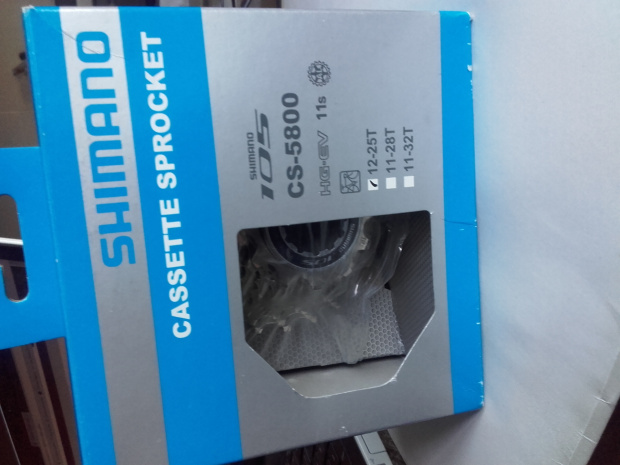 SHIMANO
CASSETTE SPROCKET
SHIMANO
105
CS-5800
HG-EV 11s
12-25T
11-28T
11-32T